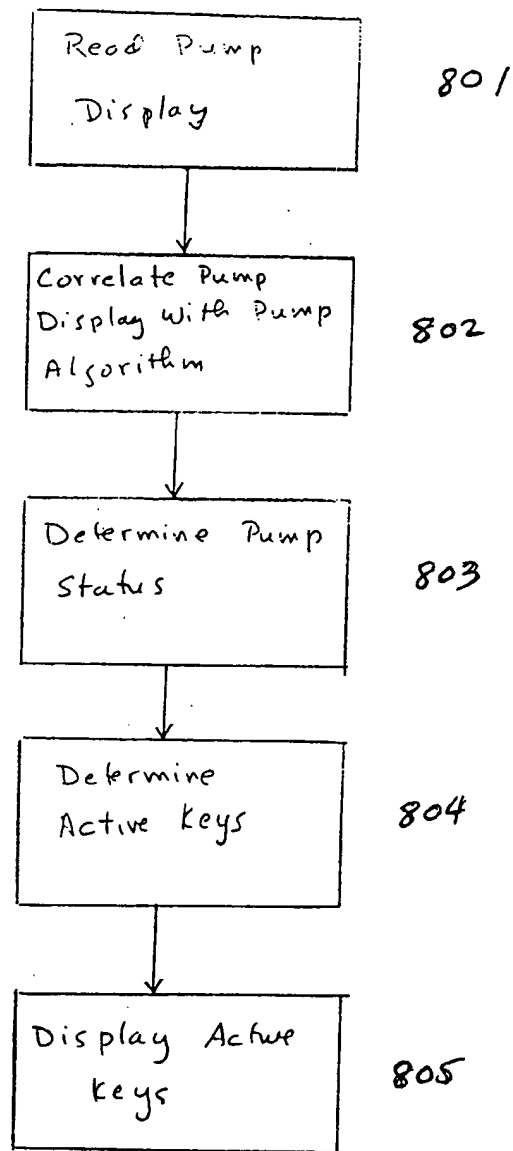 Read Pump
Display
801
Correlate Pump
Display with Pump
Algorithm
802
Determine Pump
Status
803
Determine
Active Keys
804
Display Active
Keys
805